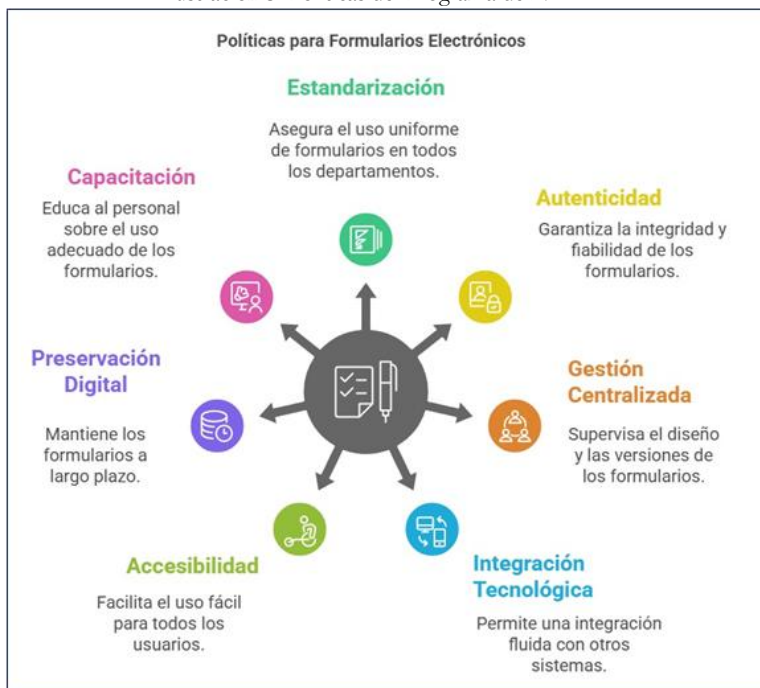 Políticas para Formularios Electrónicos
Estandarización
Asegura el uso uniforme
de formularios en todos
los departamentos.
Autenticidad
Garantiza la integridad y
fiabilidad de los
formularios.
Gestión
Centralizada
Supervisa el diseño
y las versiones de
los formularios.
Integración
Tecnológica
Permite una integración
fluida con otros
sistemas.
Accesibilidad
Facilita el uso fácil
para todos los
usuarios.
Preservación
Digital
Mantiene los
formularios a
largo plazo.
Capacitación
Educa al personal
sobre el uso
adecuado de los
formularios.